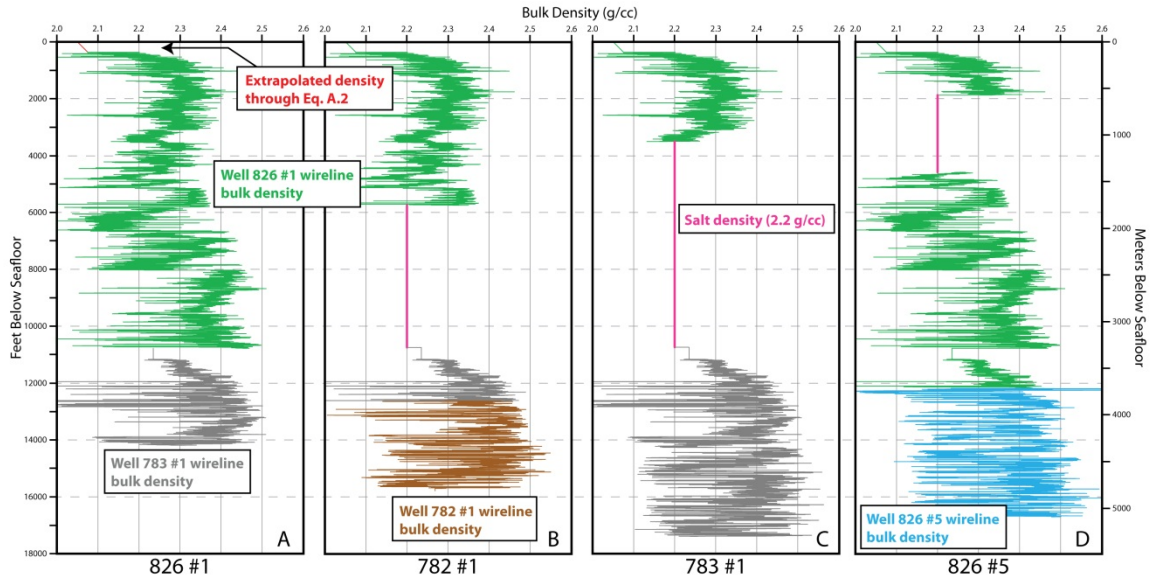 Bulk Density (g/cc)
2.0 2.1 2.2 2.3 2.4 2.5 2.6 2.0 2.1 2.2 2.3 2.4 2.5 2.6 2.0 2.1 2.2 2.3 2.4 2.5 2.6 2.0 2.1 2.2 2.3 2.4 2.5 2.6
Feet Below Seafloor
0
2000
4000
6000
8000
10000
12000
14000
16000
18000
Extrapolated density
through Eq. A.2
Well 826 #1 wireline
bulk density
Well 783 #1 wireline
bulk density
A
826 #1
Well 782 #1 wireline
bulk density
B
782 #1
Salt density (2.2 g/cc)
C
783 #1
Well 826 #5 wireline
bulk density
D
826 #5
0
1000
2000
3000
4000
5000
Meters Below Seafloor